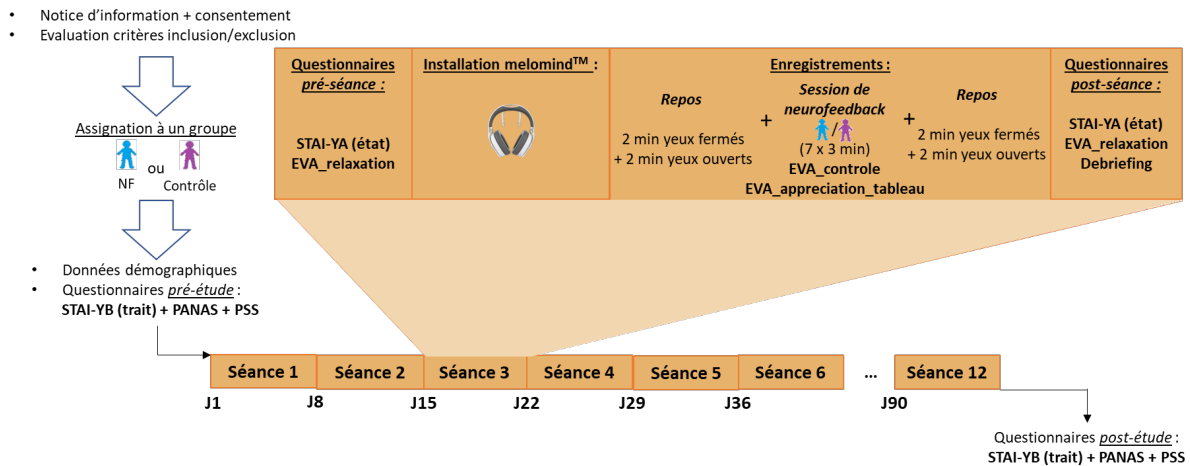 • Notice d’information + consentement
• Evaluation critères inclusion/exclusion
Assignation à un groupe
NF
ou
Contrôle
• Données démographiques
• Questionnaires pré-étude :
STAI-YB (trait) + PANAS + PSS
Questionnaires
pré-séance :
STAI-YA (état)
EVA_relaxation
Installation melomind™ :
Enregistrements :
Repos
2 min yeux fermés
+ 2 min yeux ouverts
+
Session de
neurofeedback
/
(7 x 3 min)
EVA_controle
EVA_appreciation_tableau
+
Repos
2 min yeux fermés
+ 2 min yeux ouverts
Questionnaires
post-séance :
STAI-YA (état)
EVA_relaxation
Debriefing
Séance 1
Séance 2
Séance 3
Séance 4
Séance 5
Séance 6
...
Séance 12
J1
J8
J15
J22
J29
J36
J90
Questionnaires post-étude :
STAI-YB (trait) + PANAS + PSS